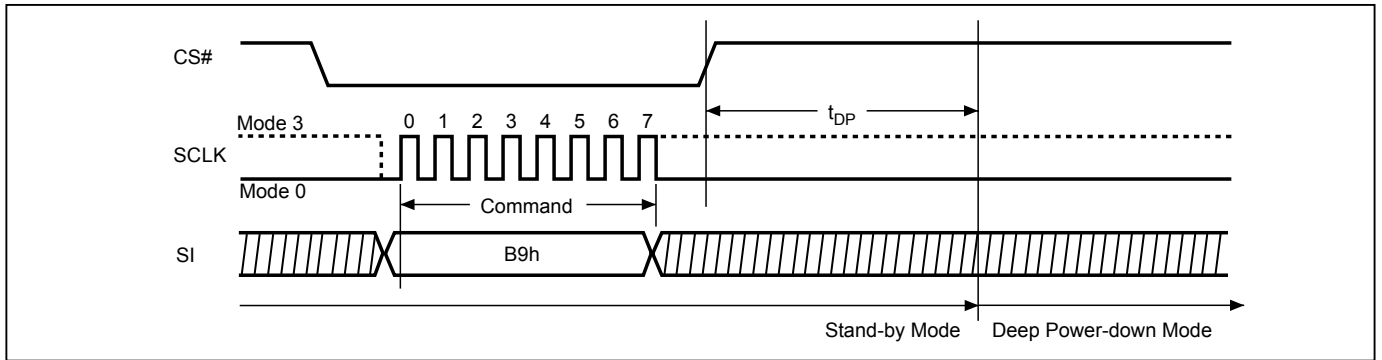 CS#
t_DP
Mode 3
0 1 2 3 4 5 6 7
SCLK
Mode 0
Command
SI
B9h
Stand-by Mode
Deep Power-down Mode